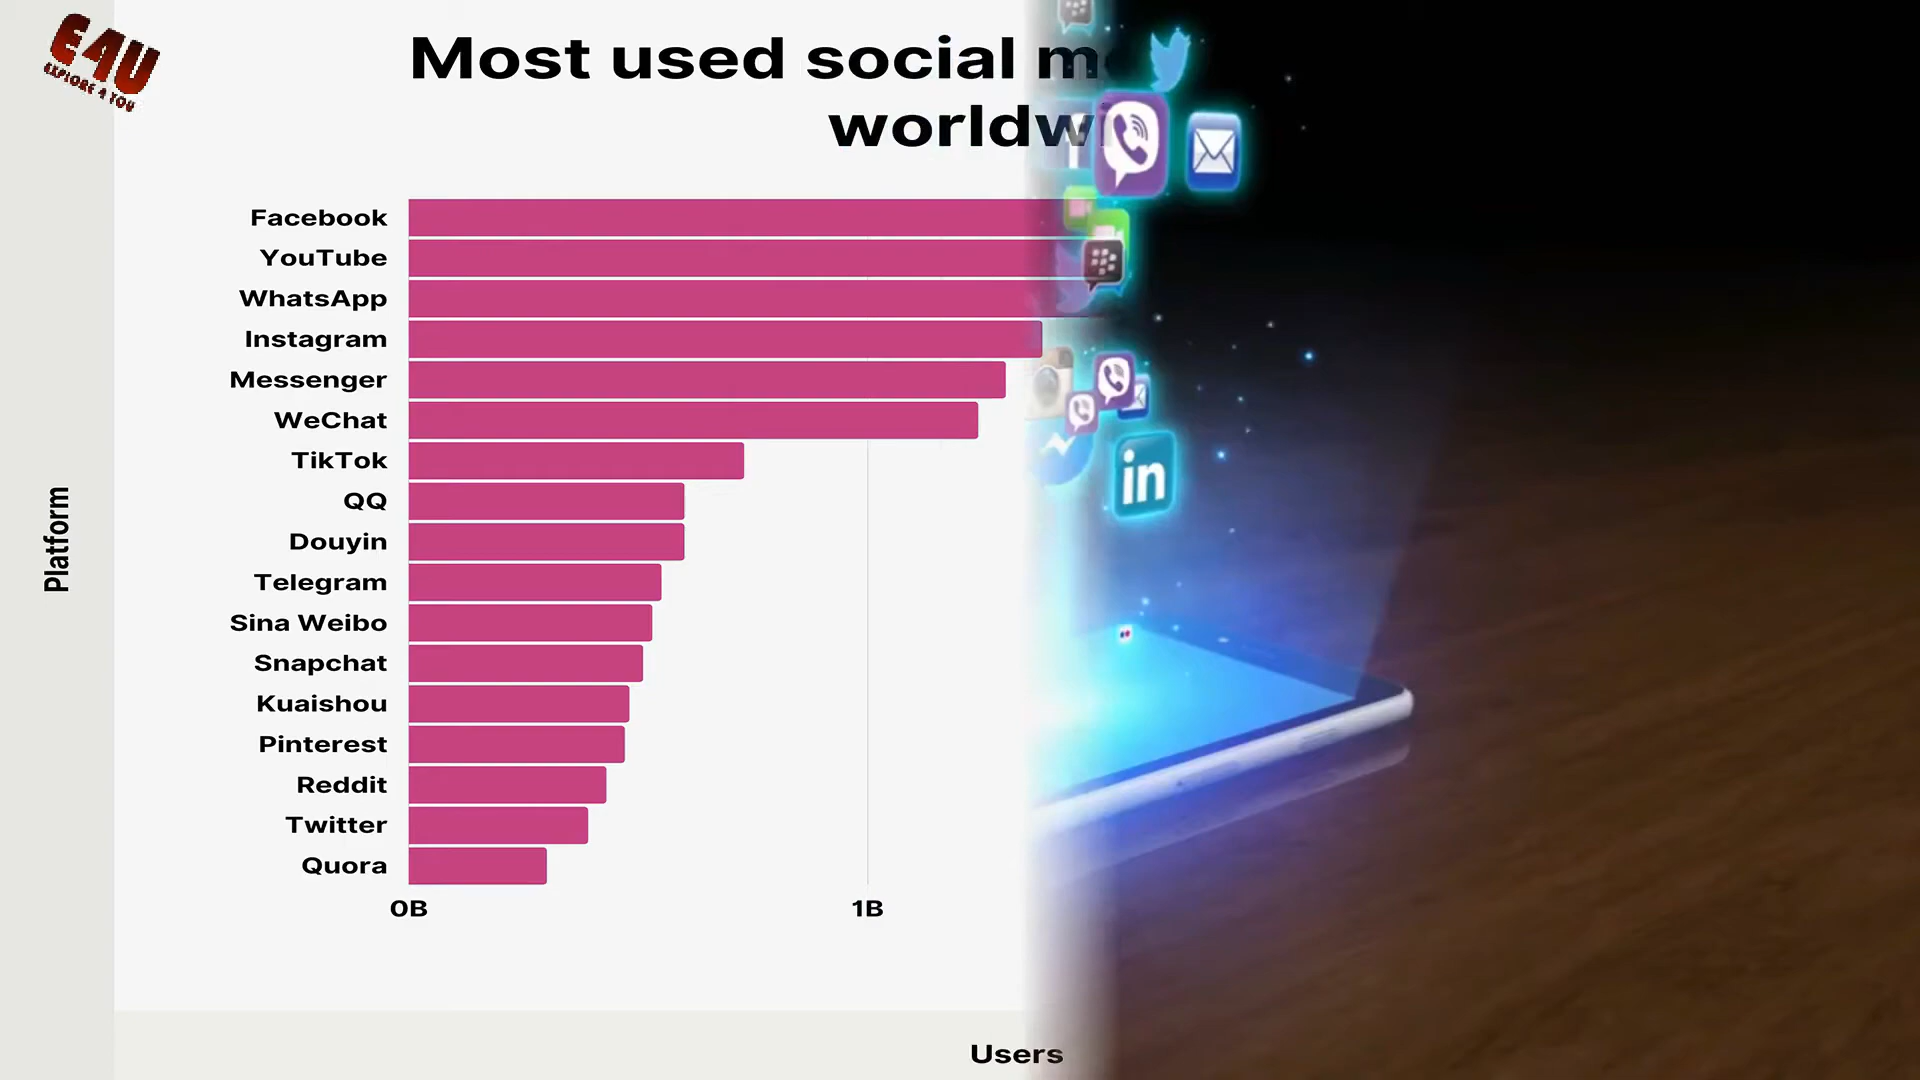 E4U
EXPLORE 4 YOU
Most used social
Platform
Facebook
YouTube
WhatsApp
Instagram
Messenger
WeChat
TikTok
QQ
Douyin
Telegram
Sina Weibo
Snapchat
Kuaishou
Pinterest
Reddit
Twitter
Quora
0B
1B
Users
in